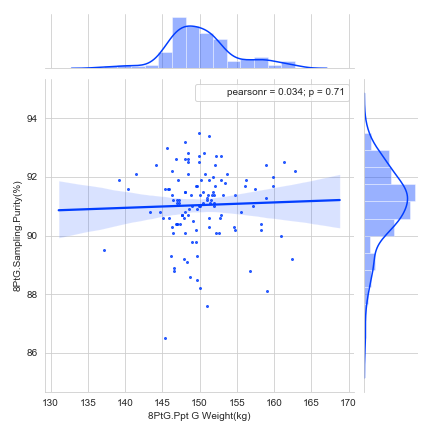 pearsonr = 0.034; p = 0.71
94
92
90
88
86
8PtG.Sampling.Purity(%)
130 135 140 145 150 155 160 165 170
8PtG.Ppt G Weight(kg)